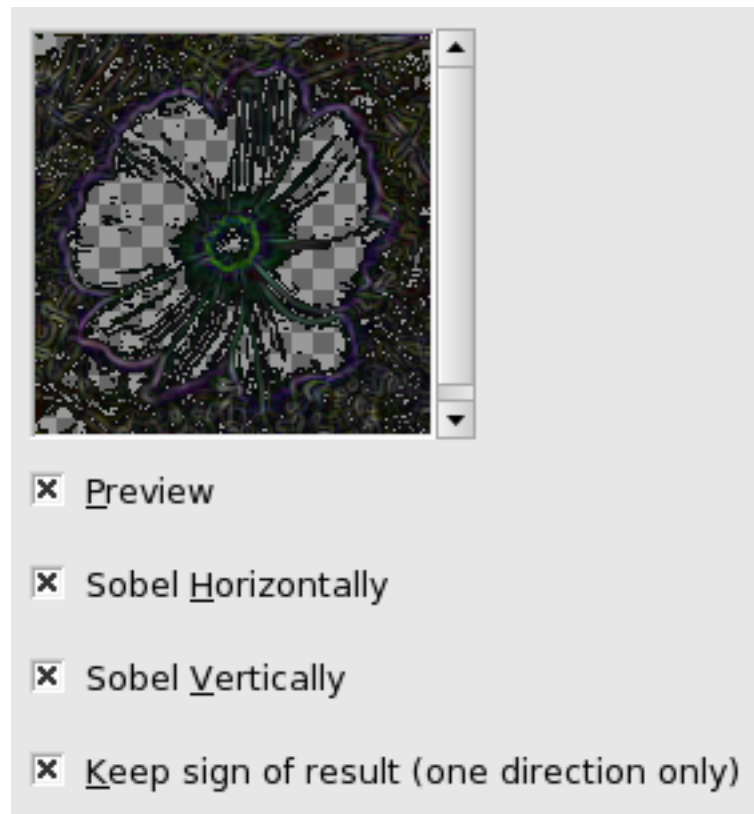 Preview
Sobel Horizontally
Sobel Vertically
Keep sign of result (one direction only)